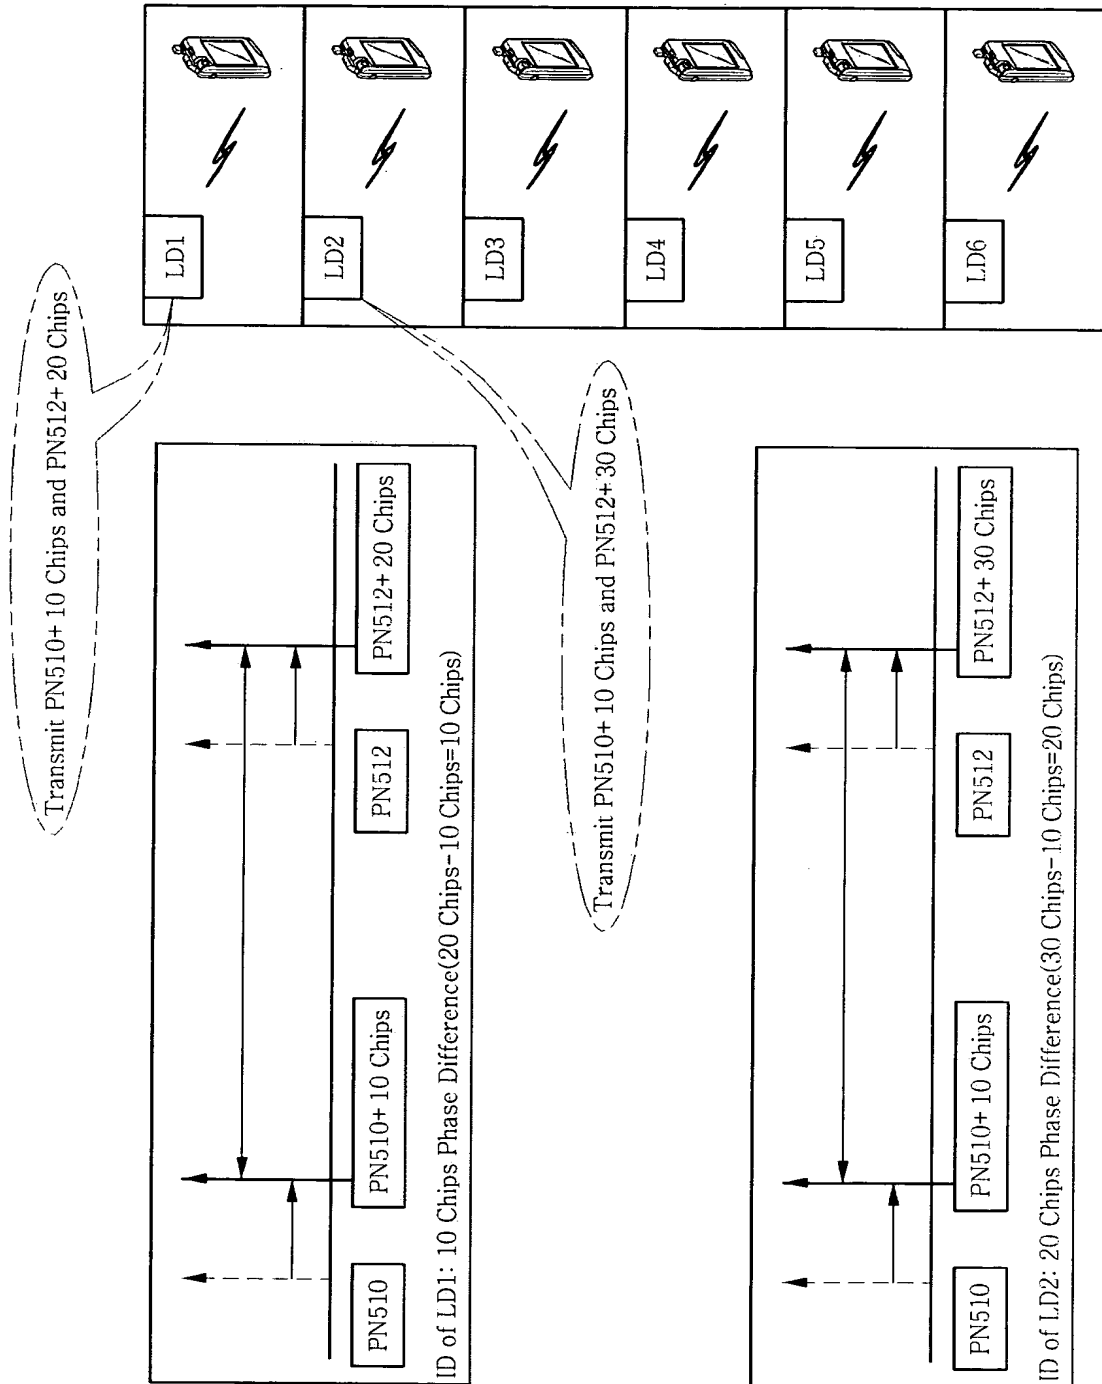 Transmit PN510+10 Chips and PN512+20 Chips
LD1
LD2
LD3
LD4
LD5
LD6
PN510
PN510+10 Chips
PN512
PN512+20 Chips
ID of LD1: 10 Chips Phase Difference(20 Chips-10 Chips=10 Chips)
Transmit PN510+10 Chips and PN512+30 Chips
PN510
PN510+10 Chips
PN512
PN512+30 Chips
ID of LD2: 20 Chips Phase Difference(30 Chips-10 Chips=20 Chips)